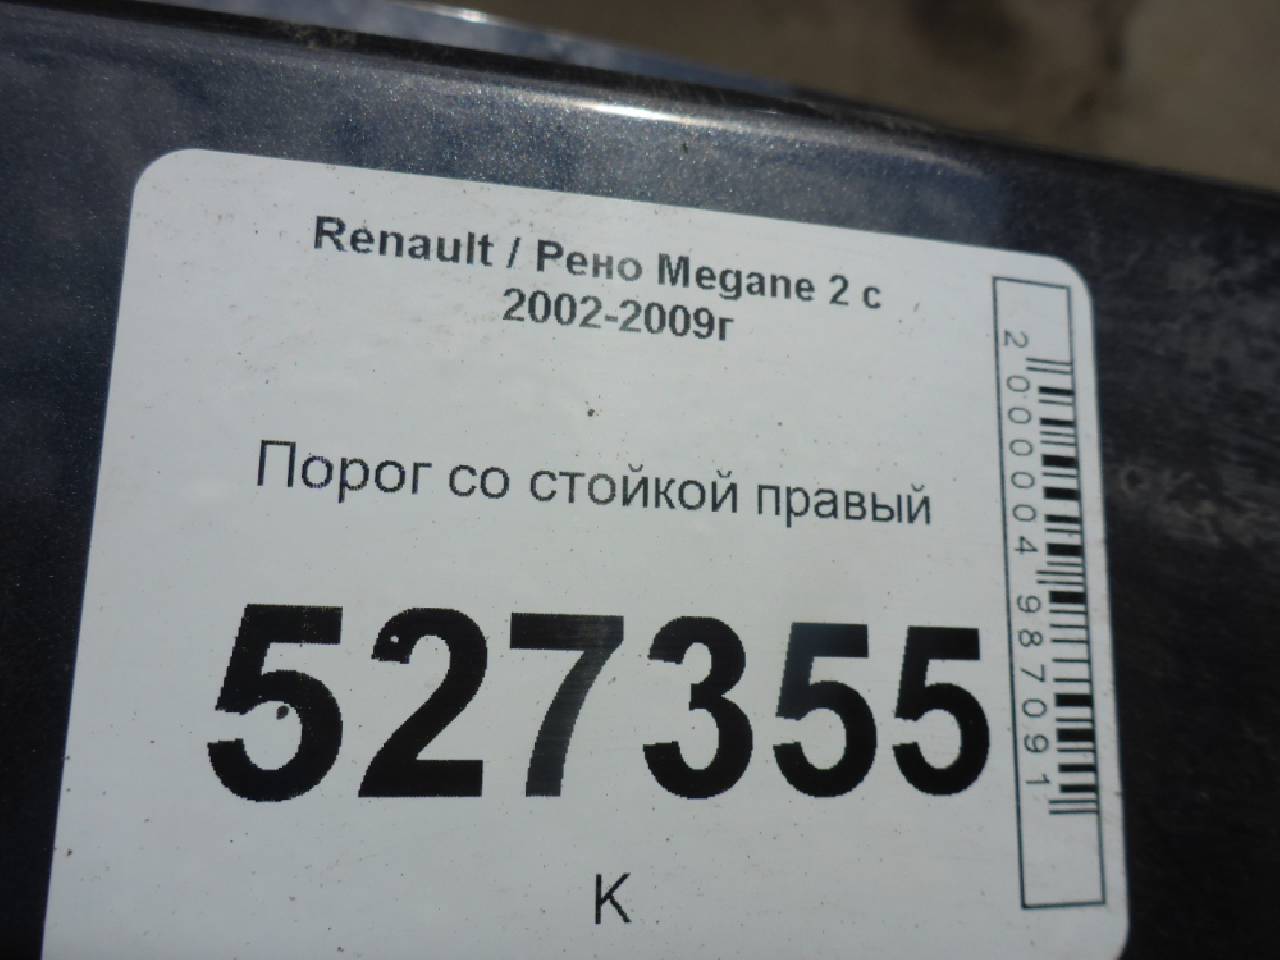 Renault / Рено Megane 2 с
2002-2009г
Порог со стойкой правый
527355
К
2000004987091